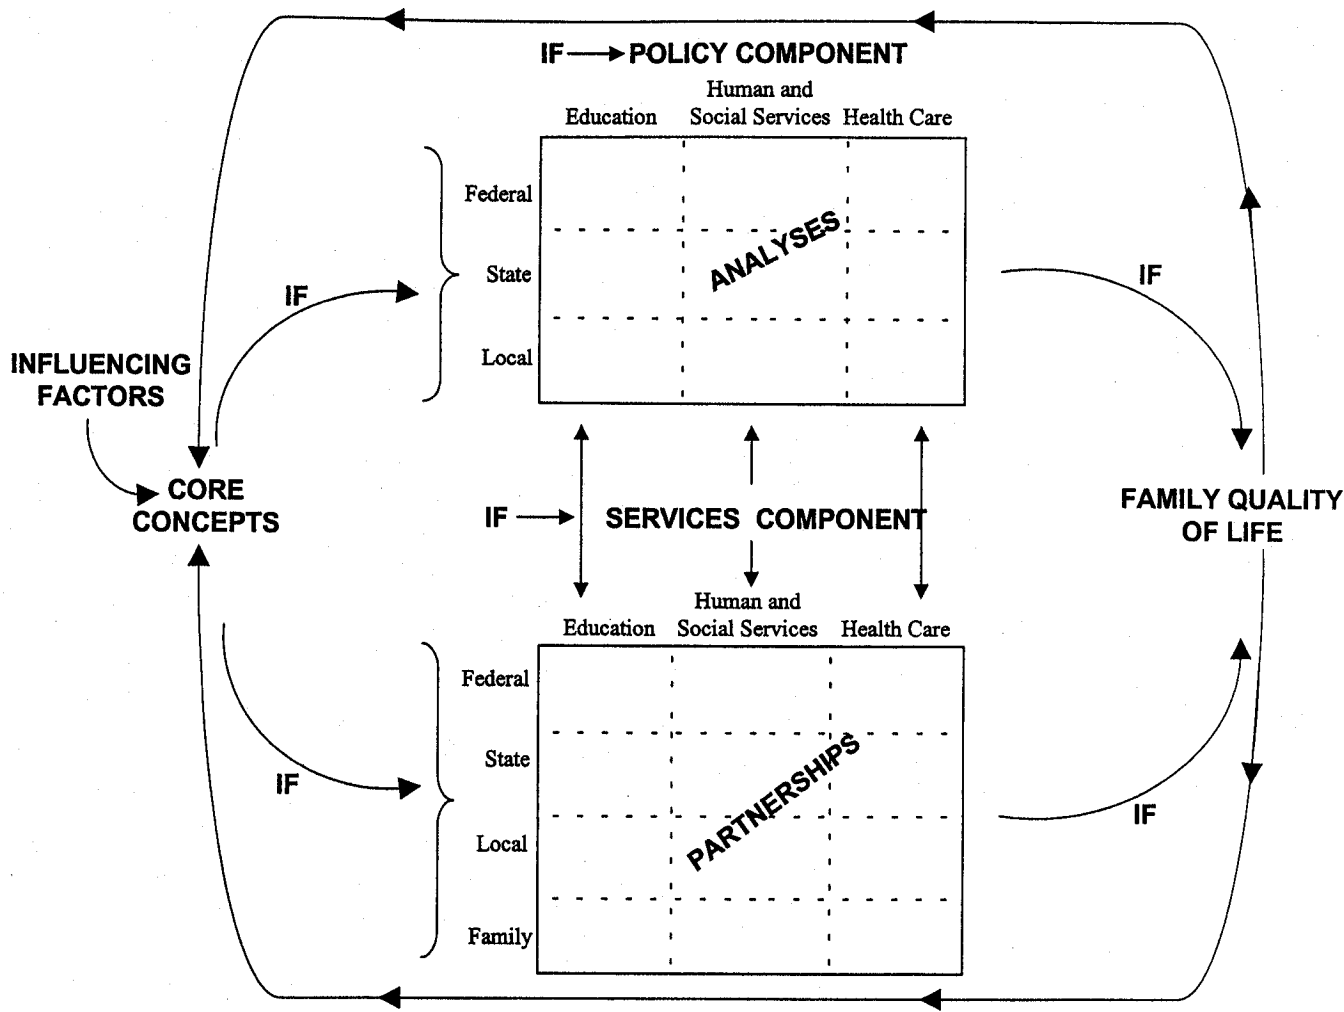 IF POLICY COMPONENT
Human and
Education Social Services Health Care
Federal
ANALYSES
State
IF
IF
Local
INFLUENCING
FACTORS
CORE
CONCEPTS
IF SERVICES COMPONENT
FAMILY QUALITY
OF LIFE
Human and
Education Social Services Health Care
Federal
State
PARTNERSHIPS
IF
IF
Local
Family